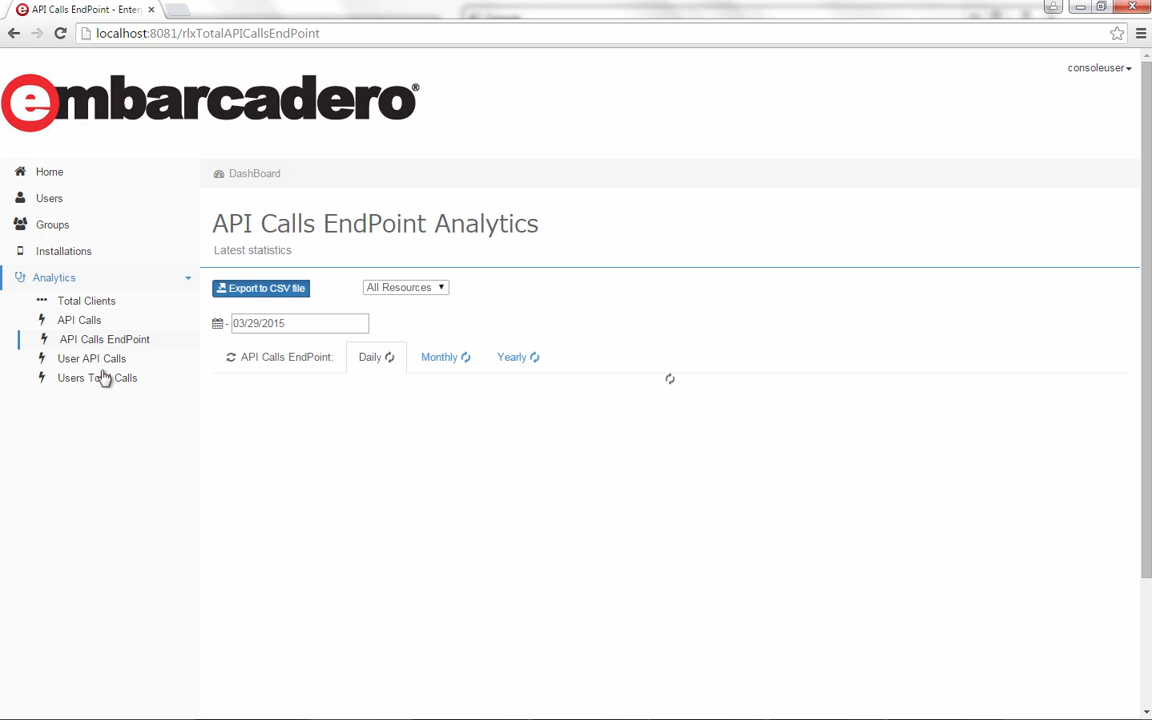 API Calls EndPoint - Enter
localhost:8081/rlxTotalAPICallsEndPoint
consoleuser
embarcadero®
Home
Users
Groups
Installations
Analytics
Total Clients
API Calls
API Calls EndPoint
User API Calls
Users Calls
DashBoard
API Calls EndPoint Analytics
Latest statistics
Export to CSV file
All Resources
- 03/29/2015
API Calls EndPoint:
Daily
Monthly
Yearly